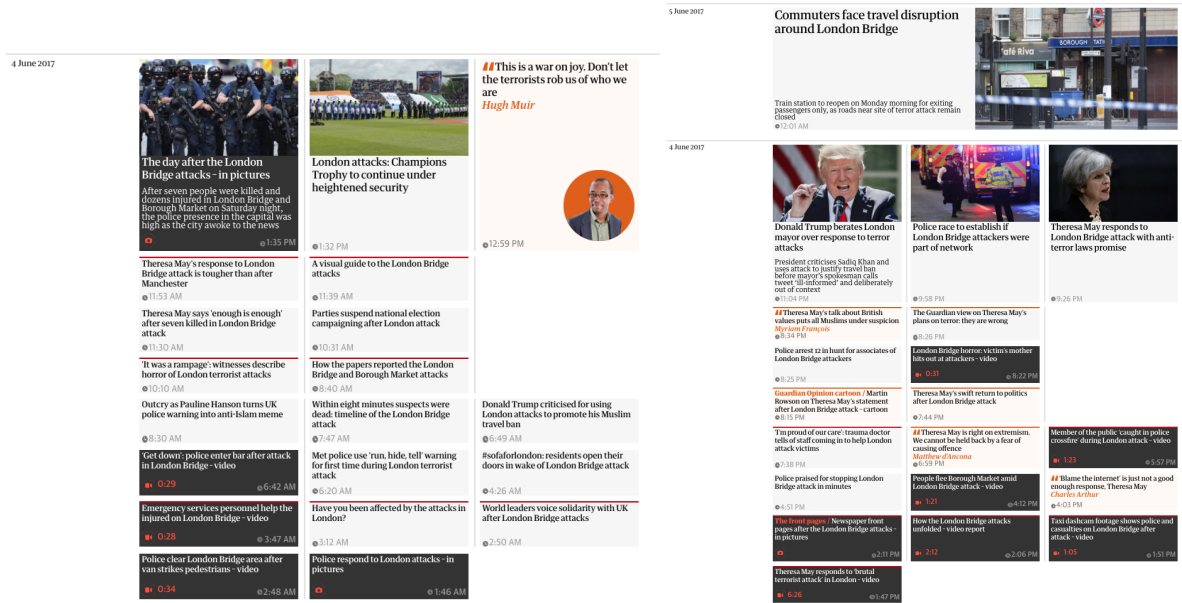 4 June 2017
The day after the London
Bridge attacks – in pictures
After seven people were killed and
dozens injured in London Bridge and
Borough Market on Saturday night,
the police presence in the capital was
high as the city awoke to the news
1:35 PM
London attacks: Champions
Trophy to continue under
heightened security
1:32 PM
This is a war on joy. Don't let
the terrorists rob us of who we
are
Hugh Muir
12:59 PM
Theresa May's response to London
Bridge attack is tougher than after
Manchester
11:53 AM
A visual guide to the London Bridge
attacks
11:39 AM
Theresa May says 'enough is enough'
after seven killed in London Bridge
attack
11:30 AM
Parties suspend national election
campaigning after London attack
10:31 AM
'It was a rampage': witnesses describe
horror of London terrorist attacks
10:10 AM
How the papers reported the London
Bridge and Borough Market attacks
8:40 AM
Outcry as Pauline Hanson turns UK
police warning into anti-Islam meme
8:30 AM
Within eight minutes suspects were
dead: timeline of the London Bridge
attack
7:47 AM
Donald Trump criticised for using
London attacks to promote his Muslim
travel ban
6:49 AM
'Get down': police enter bar after attack
in London Bridge – video
0:29
6:42 AM
Met police use 'run, hide, tell' warning
for first time during London terrorist
attack
6:20 AM
#sofaforlondon: residents open their
doors in wake of London Bridge attack
4:26 AM
Emergency services personnel help the
injured on London Bridge – video
0:28
3:47 AM
Have you been affected by the attacks in
London?
3:12 AM
World leaders voice solidarity with UK
after London Bridge attacks
2:50 AM
Police clear London Bridge area after
van strikes pedestrians – video
0:34
2:48 AM
Police respond to London attacks – in
pictures
1:46 AM
5 June 2017
Commuters face travel disruption
around London Bridge
Train station to reopen on Monday morning for exiting
passengers only, as roads near site of terror attack remain
closed
12:01 AM
afé Riva
BOROUGH STATI
4 June 2017
Donald Trump berates London
mayor over response to terror
attacks
President criticises Sadiq Khan and
uses attack to justify travel ban
before mayor's spokesman calls
tweet 'ill-informed' and deliberately
out of context
11:04 PM
Police race to establish if
London Bridge attackers were
part of network
9:58 PM
Theresa May responds to
London Bridge attack with anti-
terror laws promise
9:26 PM
Theresa May's talk about British
values puts all Muslims under suspicion
Myriam François
8:34 PM
The Guardian view on Theresa May's
plans on terror: they are wrong
8:26 PM
Police arrest 12 in hunt for associates of
London Bridge attackers
8:25 PM
London Bridge horror: victim's mother
hits out at attackers – video
0:31
8:22 PM
Guardian Opinion cartoon / Martin
Rowson on Theresa May's statement
after London Bridge attack – cartoon
8:15 PM
Theresa May's swift return to politics
after London Bridge attack
7:44 PM
'I'm proud of our care': trauma doctor
tells of staff coming in to help London
attack victims
7:38 PM
Theresa May is right on extremism.
We cannot be held back by a fear of
causing offence
Matthew d'Ancona
6:59 PM
Member of the public 'caught in police
crossfire' during London attack – video
1:23
5:57 PM
Police praised for stopping London
Bridge attack in minutes
4:51 PM
People flee Borough Market amid
London Bridge attack – video
1:21
4:12 PM
'Blame the internet' is just not a good
enough response, Theresa May
Charles Arthur
4:03 PM
The front pages / Newspaper front
pages after the London Bridge attacks –
in pictures
2:11 PM
How the London Bridge attacks
unfolded – video report
2:12
2:06 PM
Taxi dashcam footage shows police and
casualties on London Bridge after
attack – video
1:05
1:51 PM
Theresa May responds to 'brutal
terrorist attack' in London – video
6:26
1:47 PM